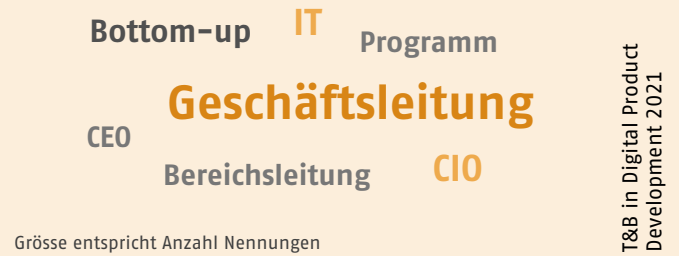 Bottom-up
IT
Programm
Geschäftsleitung
CEO
Bereichsleitung
CIO
Grösse entspricht Anzahl Nennungen
T&B in Digital Product
Development 2021